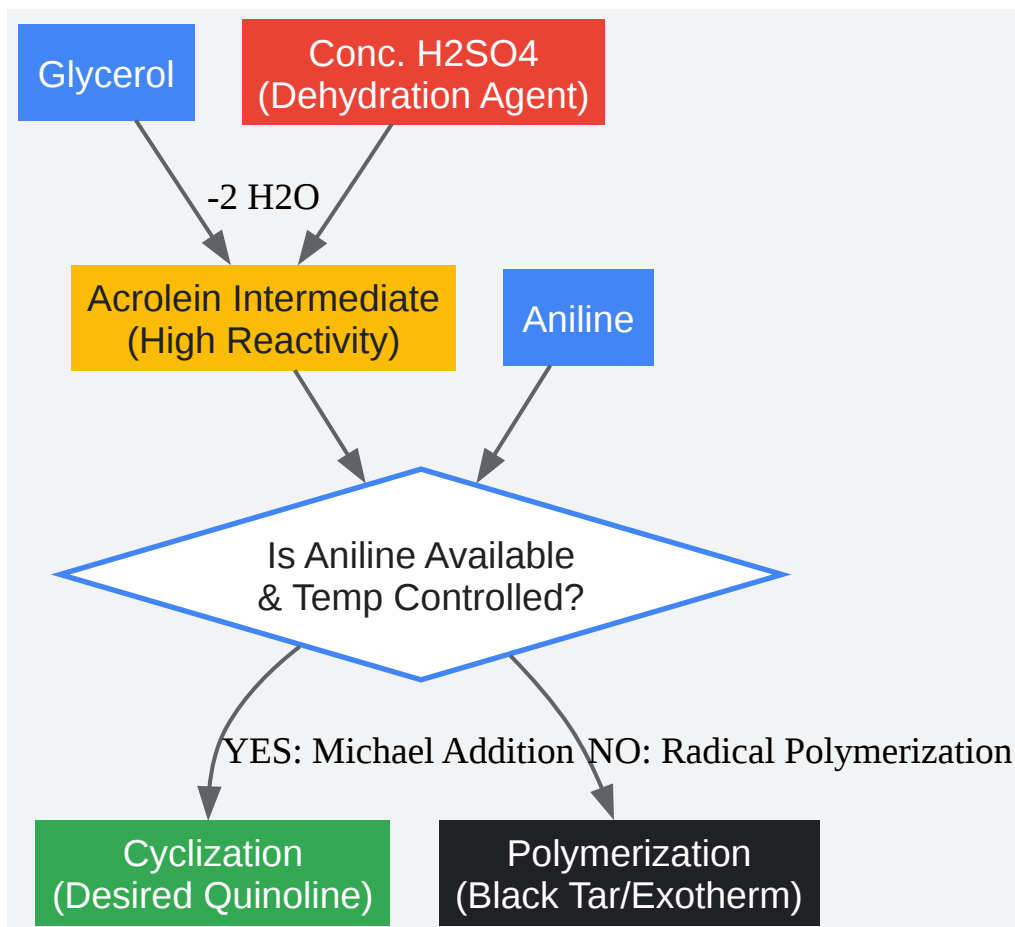 Glycerol
Conc. H2SO4
(Dehydration Agent)
-2 H2O
Acrolein Intermediate
(High Reactivity)
Aniline
Is Aniline Available
& Temp Controlled?
YES: Michael Addition
NO: Radical Polymerization
Cyclization
(Desired Quinoline)
Polymerization
(Black Tar/Exotherm)